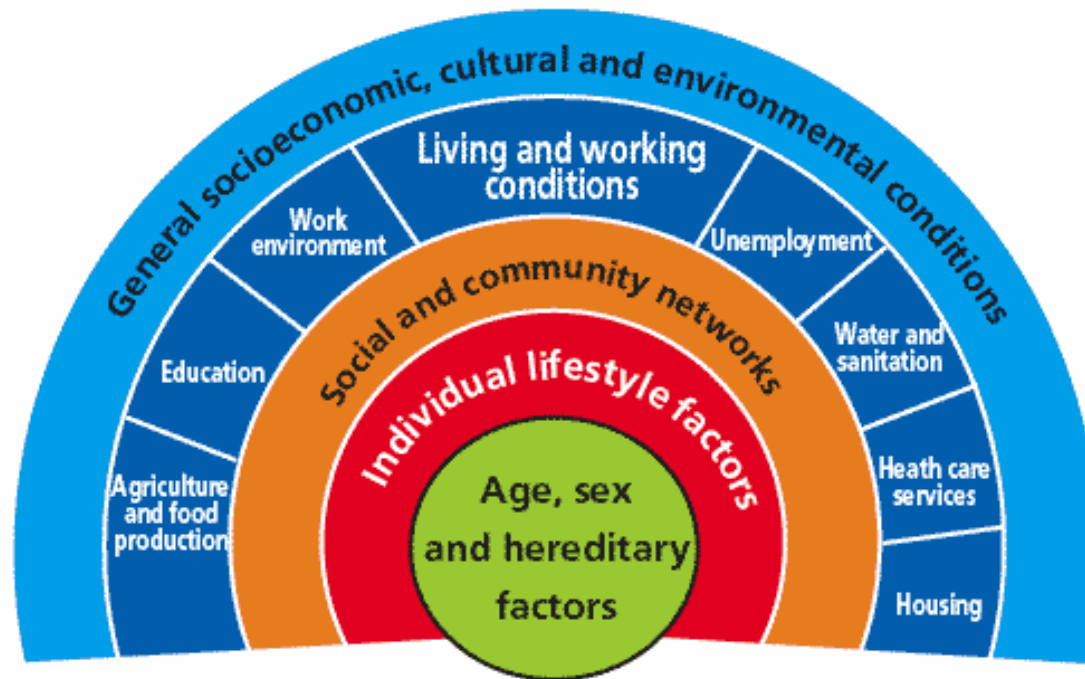 General socioeconomic, cultural and environmental conditions
Living and working
conditions
Work
environment
Unemployment
Education
Water and
sanitation
Agriculture
and food
production
Heath care
services
Housing
Social and community networks
Individual lifestyle factors
Age, sex
and hereditary
factors